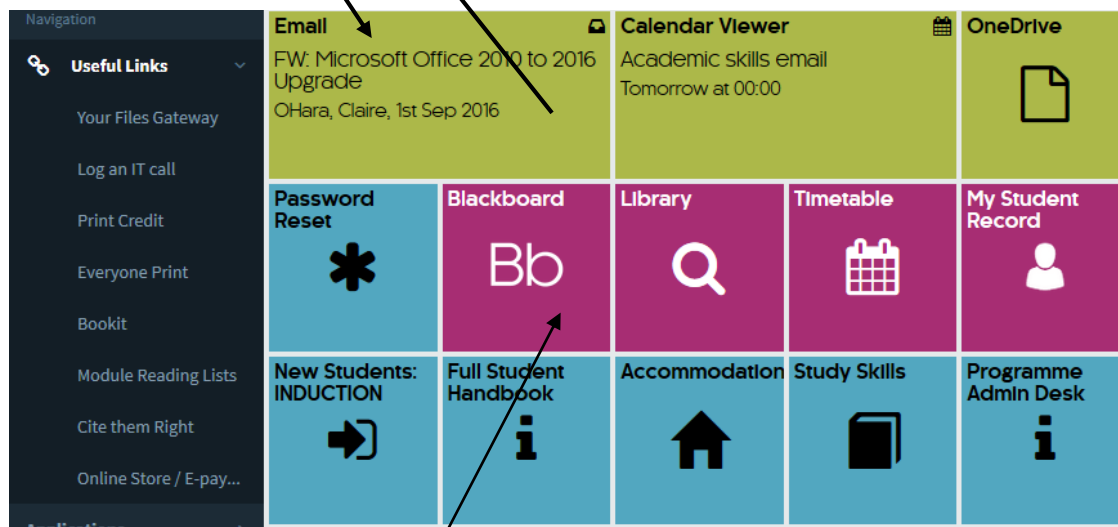 Navigation
Useful Links
Your Files Gateway
Log an IT call
Print Credit
Everyone Print
Bookit
Module Reading Lists
Cite them Right
Online Store / E-pay...
Email
FW: Microsoft Office 2010 to 2016
Upgrade
OHara, Claire, 1st Sep 2016
Calendar Viewer
Academic skills email
Tomorrow at 00:00
OneDrive
Password
Reset
Blackboard
Bb
Library
Timetable
My Student
Record
New Students:
INDUCTION
Full Student
Handbook
Accommodation
Study Skills
Programme
Admin Desk